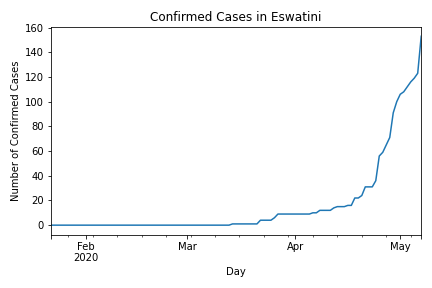 Confirmed Cases in Eswatini
160
140
120
100
80
60
40
20
0
Number of Confirmed Cases
Feb
2020
Mar
Apr
May
Day